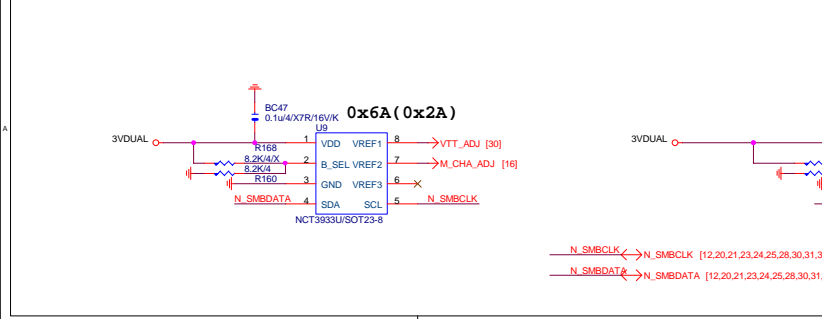 A
BC47
0.1u/4/X7R/16V/K
0x6A(0x2A)
U9
3VDUAL
1
VDD
VREF1
8
VTT_ADJ [30]
R168
8.2K/4/X
2
B_SEL
VREF2
7
M_CHA_ADJ [16]
8.2K/4
R160
3
GND
VREF3
6
N_SMBDATA
4
SDA
SCL
5
N_SMBCLK
NCT3933U/SOT23-8
3VDUAL
N_SMBCLK
N_SMBCLK [12,20,21,23,24,25,28,30,31,3
N_SMBDATA
N_SMBDATA [12,20,21,23,24,25,28,30,31,